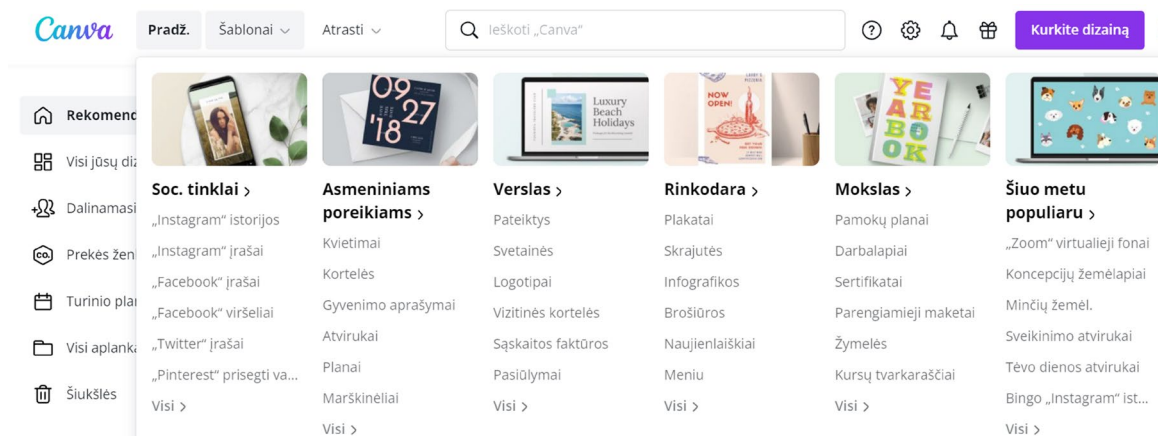 Canva
Pradž.
Šablonai
Atrasti
Ieškoti „Canva“
Kurkite dizainą
Rekomend
Visi jūsų diz
Dalinamasi
co.
Prekės žen
Turinio plan
Visi aplanka
Šiukšlės
Soc. tinklai
„Instagram“ istorijos
„Instagram“ įrašai
„Facebook“ įrašai
„Facebook“ viršeliai
„Twitter“ įrašai
„Pinterest“ prisegti va...
Visi
09
27
'18
Asmeniniams
poreikiams
Kvietimai
Kortelės
Gyvenimo aprašymai
Atvirukai
Planai
Marškinėliai
Visi
Luxury
Beach
Holidays
Verslas
Pateiktys
Svetainės
Logotipai
Vizitinės kortelės
Sąskaitos faktūros
Pasiūlymai
Visi
NOW
OPEN!
Rinkodara
Plakatai
Skrajutės
Infografikos
Brošiūros
Naujienlaiškiai
Meniu
Visi
YE
AR
BO
OK
Mokslas
Pamokų planai
Darbalapiai
Sertifikatai
Parengiamieji maketai
Žymelės
Kursų tvarkaraščiai
Visi
Šiuo metu
populiaru
„Zoom“ virtualieji fonai
Koncepcijų žemėlapiai
Minčių žemėl.
Sveikinimo atvirukai
Tėvo dienos atvirukai
Bingo „Instagram“ ist...
Visi